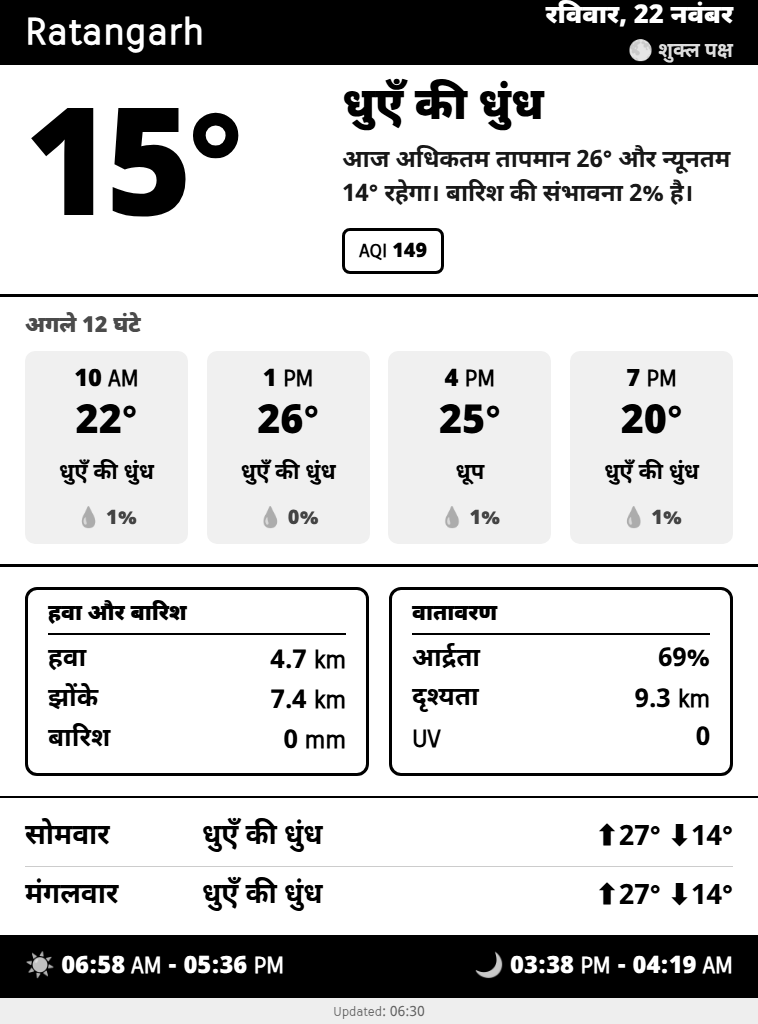 Ratangarh
रविवार, 22 नवंबर
शुक्ल पक्ष
15°
धुएँ की धुंध
आज अधिकतम तापमान 26° और न्यूनतम
14° रहेगा। बारिश की संभावना 2% है।
AQI 149
अगले 12 घंटे
10 AM 1 PM 4 PM 7 PM
22° 26° 25° 20°
धुएँ की धुंध धुएँ की धुंध धूप धुएँ की धुंध
1% 0% 1% 1%
हवा और बारिश
हवा 4.7 km
झोंके 7.4 km
बारिश 0 mm
वातावरण
आर्द्रता 69%
दृश्यता 9.3 km
UV 0
सोमवार धुएँ की धुंध ⬆27° ⬇14°
मंगलवार धुएँ की धुंध ⬆27° ⬇14°
06:58 AM - 05:36 PM 03:38 PM - 04:19 AM
Updated: 06:30